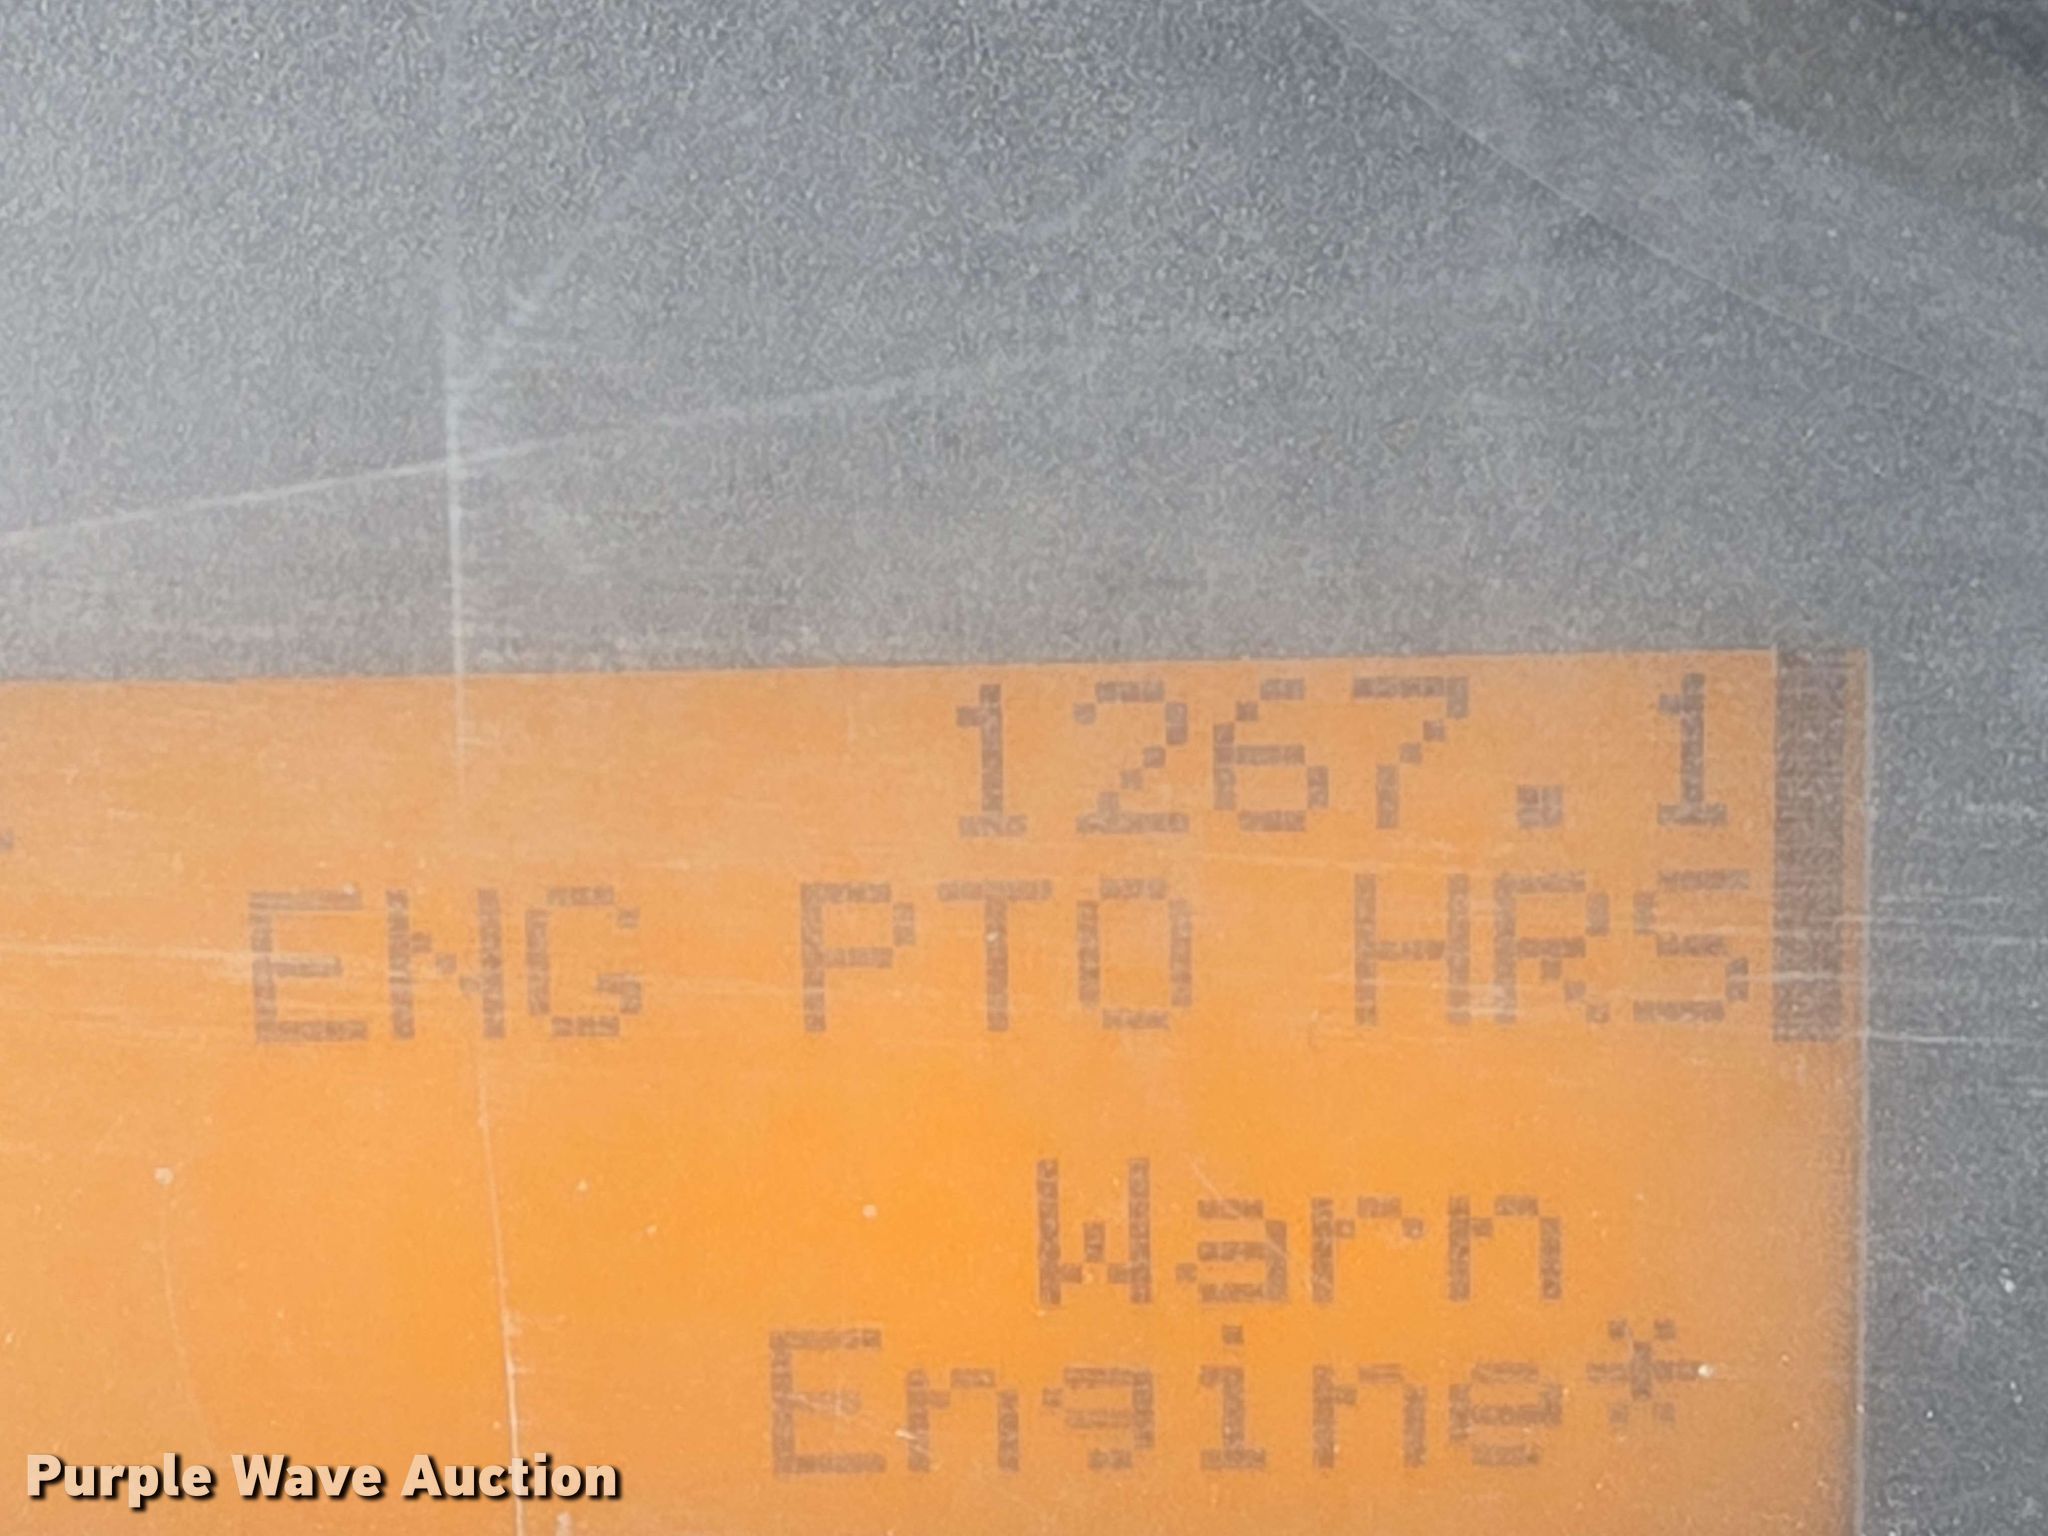 1267.1
ENG PTO HRS
Warn
Engine*
Purple Wave Auction